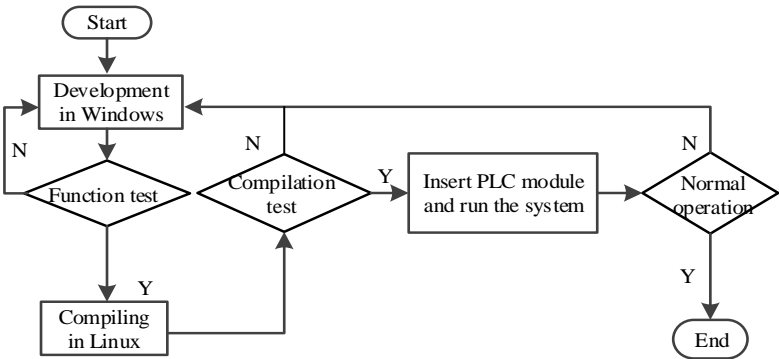 Start
Development
in Windows
N
Function test
Y
Compiling
in Linux
N
Compilation
test
Y
Insert PLC module
and run the system
N
Normal
operation
Y
End